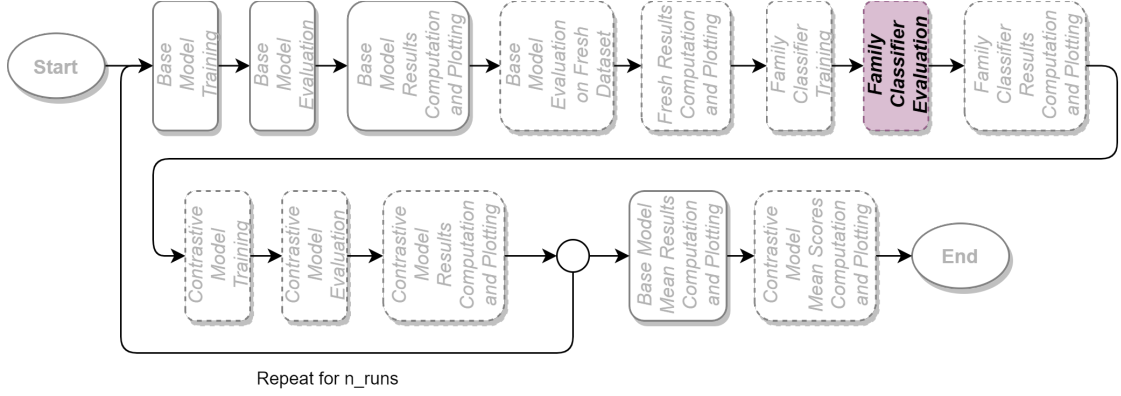 Start
Base
Model
Training
Base
Model
Evaluation
Base
Model
Results
Computation
and Plotting
Base
Model
Evaluation
on Fresh
Dataset
Fresh Results
Computation
and Plotting
Family
Classifier
Training
Family
Classifier
Evaluation
Family
Classifier
Results
Computation
and Plotting
Contrastive
Model
Training
Contrastive
Model
Evaluation
Contrastive
Model
Results
Computation
and Plotting
Base Model
Mean Results
Computation
and Plotting
Contrastive
Model
Mean Scores
Computation
and Plotting
End
Repeat for n_runs